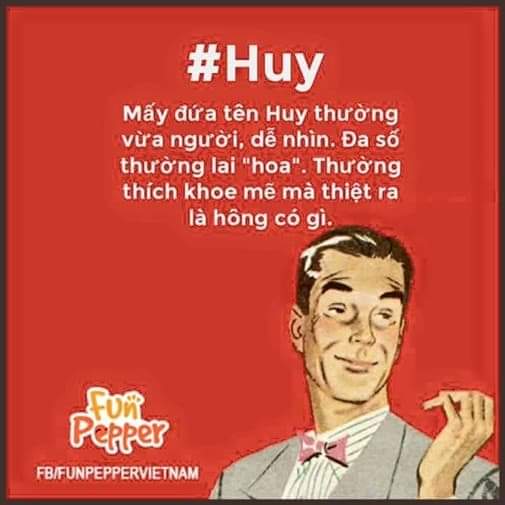 #Huy
Mấy đứa tên Huy thường
vừa người, dễ nhìn. Đa số
thường lai "hoa". Thường
thích khoe mẽ mà thiệt ra
là hông có gì.
Fun
Pepper
FB/FUNPEPPERVIETNAM